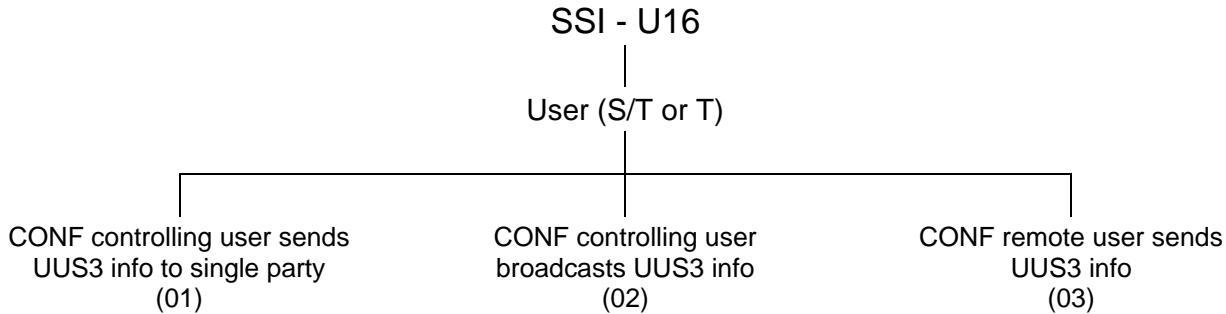 SSI - U16
User (S/T or T)
CONF controlling user sends
UUS3 info to single party
(01)
CONF controlling user
broadcasts UUS3 info
(02)
CONF remote user sends
UUS3 info
(03)